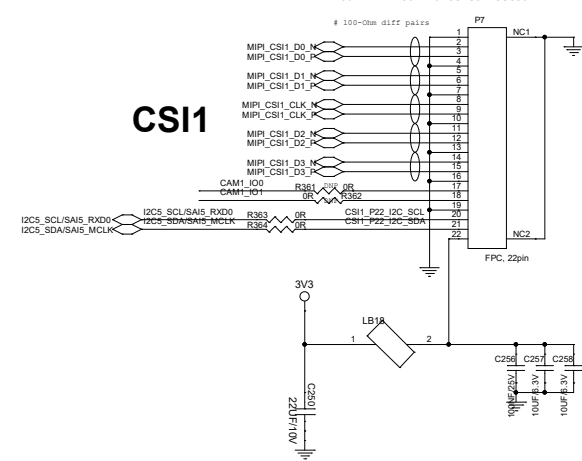 # 100-Ohm diff pairs
P7
CSI1
MIPI_CSI1_D0_N
MIPI_CSI1_D0_P
MIPI_CSI1_D1_N
MIPI_CSI1_D1_P
MIPI_CSI1_CLK_N
MIPI_CSI1_CLK_P
MIPI_CSI1_D2_N
MIPI_CSI1_D2_P
MIPI_CSI1_D3_N
MIPI_CSI1_D3_P
CAM1_IO0 R361 DNP 0R
CAM1_IO1 0R DNP R362
I2C5_SCL/SAI5_RXD0 I2C5_SCL/SAI5_RXD0 R363 0R CSI1_P22_I2C_SCL
I2C5_SDA/SAI5_MCLK I2C5_SDA/SAI5_MCLK R364 0R CSI1_P22_I2C_SDA
1
2
3
4
5
6
7
8
9
10
11
12
13
14
15
16
17
18
19
20
21
22
NC1
NC2
FPC, 22pin
3V3
LB18
1 2
C250
22UF/10V
C256 C257 C258
100NF/25V
10UF/6.3V
10UF/6.3V